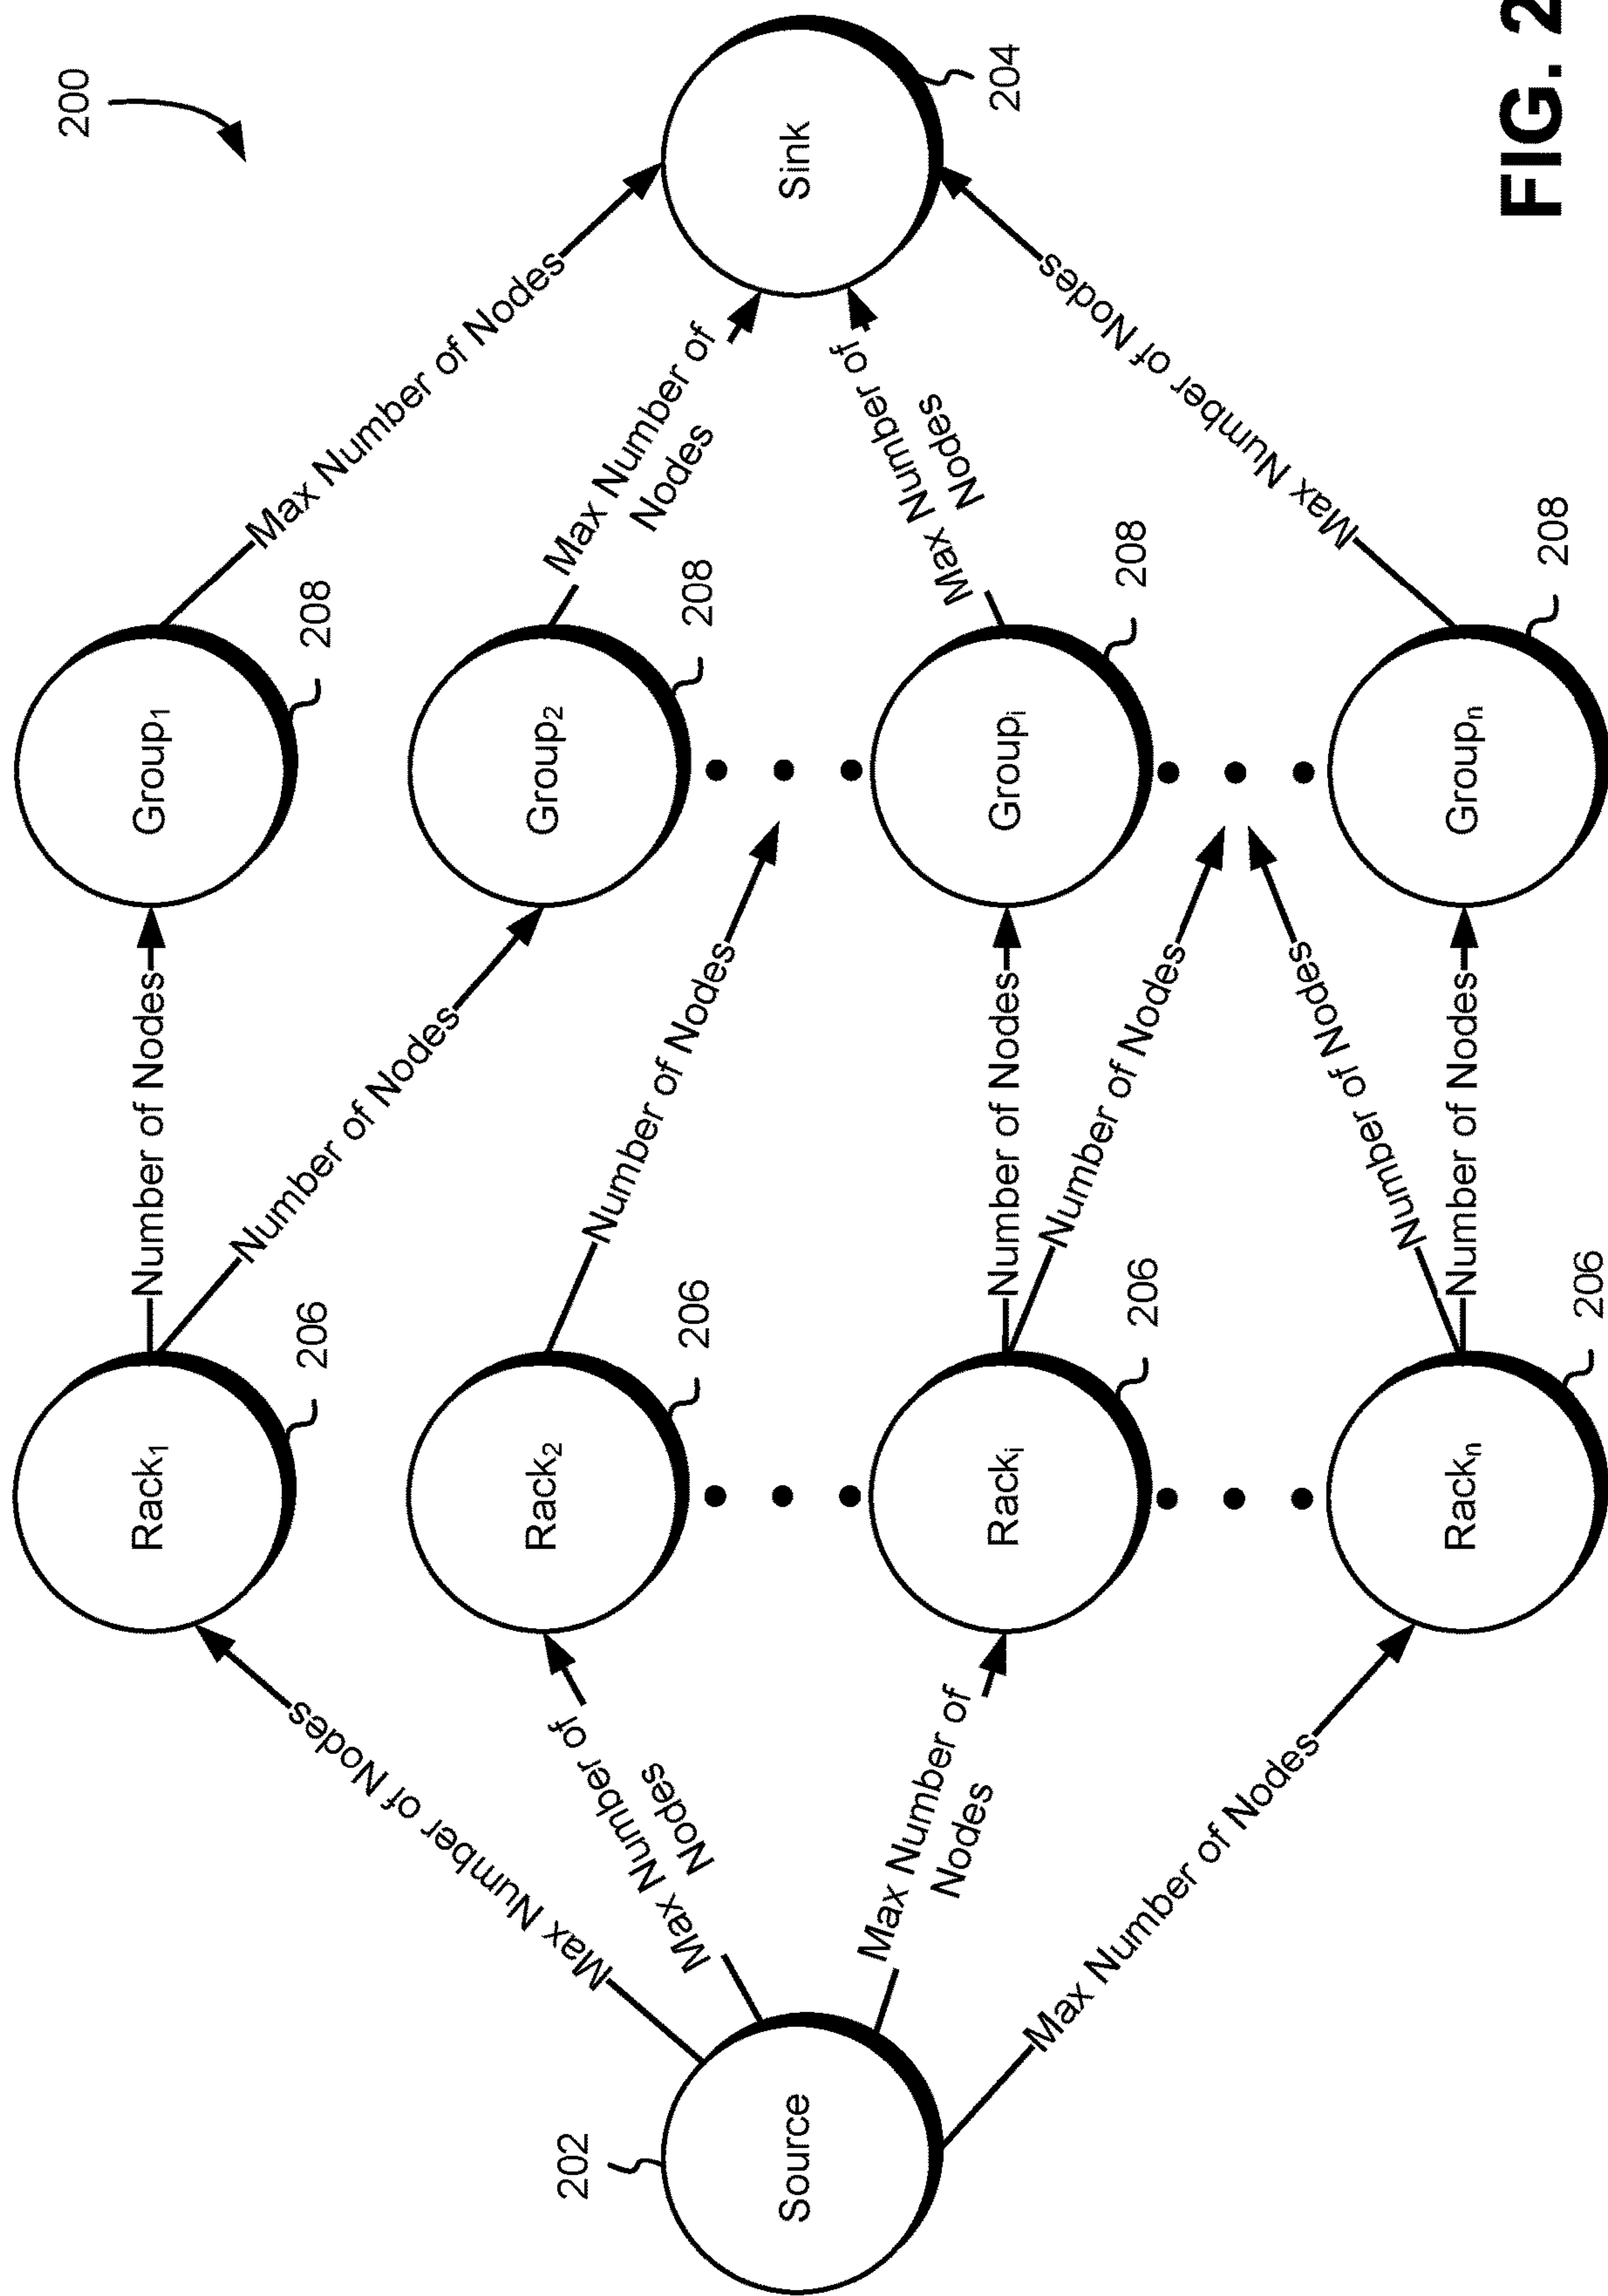 200
202
Source
Max Number of Nodes
Max Number of
Nodes
Max Number of
Nodes
Max Number of Nodes
Rack₁
206
Rack₂
206
Rackᵢ
206
Rackₙ
206
Number of Nodes
Number of Nodes
Number of Nodes
Number of Nodes
Number of Nodes
Number of Nodes
Number of Nodes
Group₁
208
Group₂
208
Groupᵢ
208
Groupₙ
208
Max Number of Nodes
Max Number of
Nodes
Max Number of
Nodes
Max Number of Nodes
Sink
204
FIG. 2